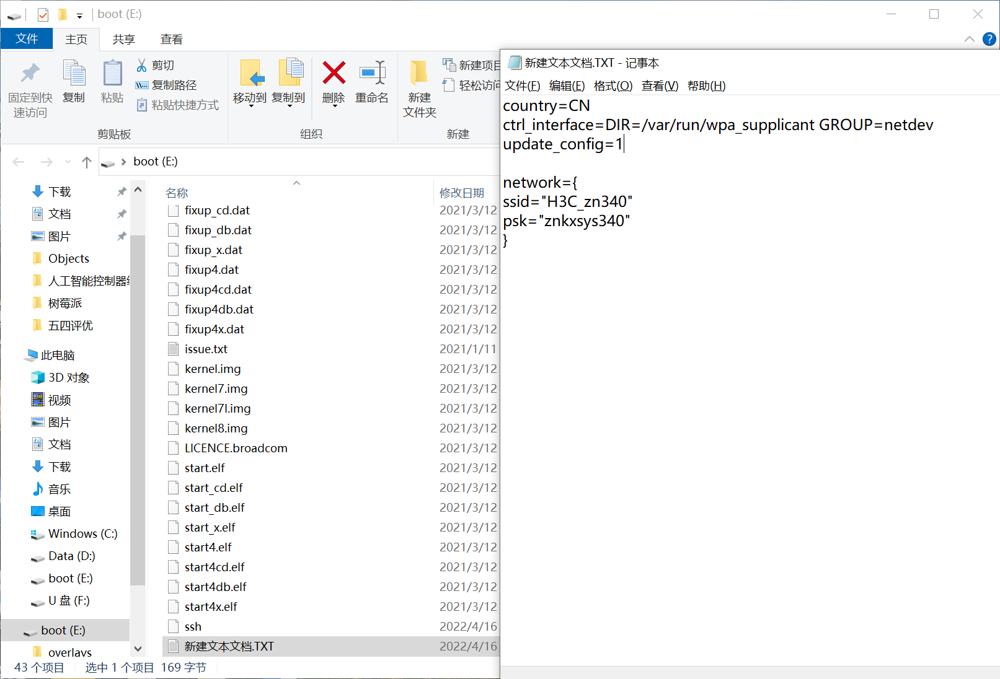 boot (E:)
文件 主页 共享 查看
固定到快速访问
复制
粘贴
剪切
复制路径
粘贴快捷方式
剪贴板
移动到
复制到
删除
重命名
组织
新建文件夹
新建项目
轻松访问
新建
boot (E:)
下载
文档
图片
Objects
人工智能控制器
树莓派
五四评优
此电脑
3D 对象
视频
图片
文档
下载
音乐
桌面
Windows (C:)
Data (D:)
boot (E:)
U 盘 (F:)
boot (E:)
overlays
名称 修改日期
fixup_cd.dat 2021/3/12
fixup_db.dat 2021/3/12
fixup_x.dat 2021/3/12
fixup4.dat 2021/3/12
fixup4cd.dat 2021/3/12
fixup4db.dat 2021/3/12
fixup4x.dat 2021/3/12
issue.txt 2021/1/11
kernel.img 2021/3/12
kernel7.img 2021/3/12
kernel7l.img 2021/3/12
kernel8.img 2021/3/12
LICENCE.broadcom 2021/3/12
start.elf 2021/3/12
start_cd.elf 2021/3/12
start_db.elf 2021/3/12
start_x.elf 2021/3/12
start4.elf 2021/3/12
start4cd.elf 2021/3/12
start4db.elf 2021/3/12
start4x.elf 2021/3/12
ssh 2022/4/16
新建文本文档.TXT 2022/4/16
43 个项目 选中 1 个项目 169 字节
新建文本文档.TXT - 记事本
文件(F) 编辑(E) 格式(O) 查看(V) 帮助(H)
country=CN
ctrl_interface=DIR=/var/run/wpa_supplicant GROUP=netdev
update_config=1
network={
ssid="H3C_zn340"
psk="znkxsys340"
}